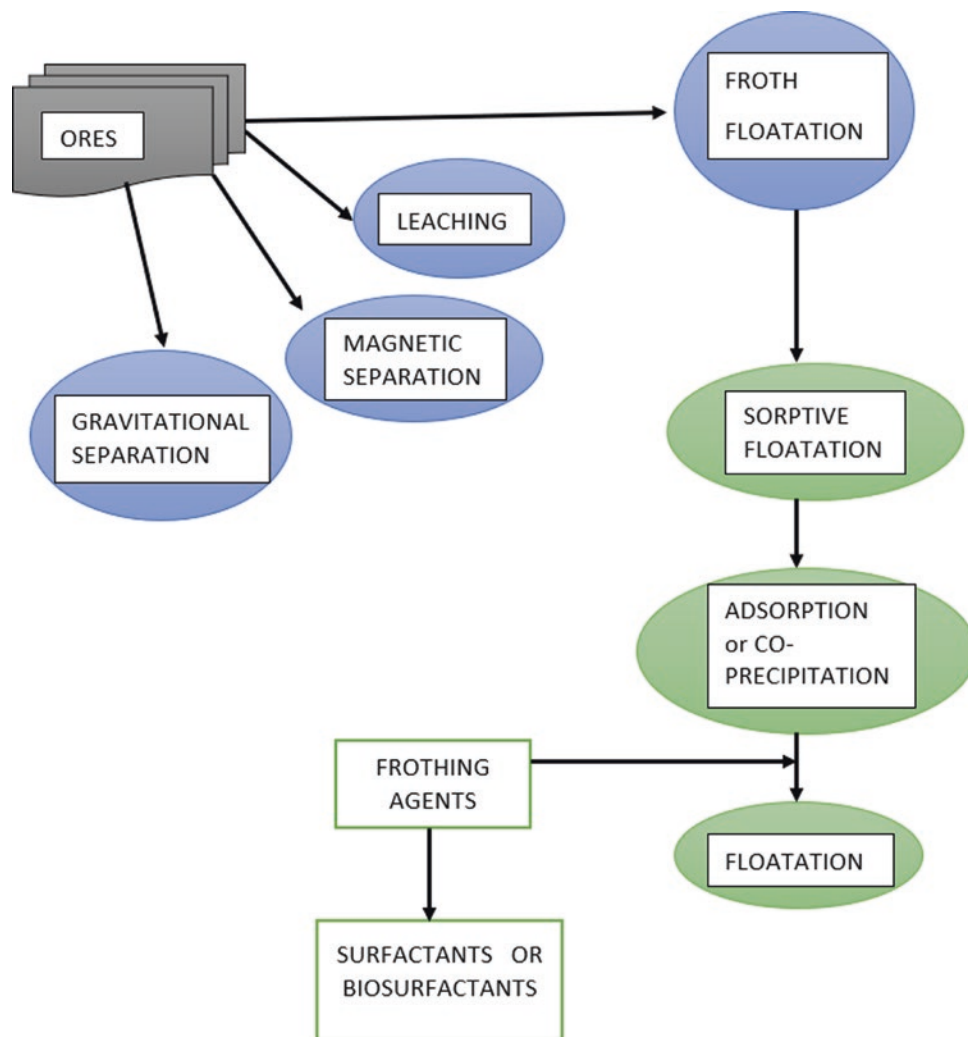 ORES
FROTH
FLOATATION
LEACHING
MAGNETIC
SEPARATION
GRAVITATIONAL
SEPARATION
SORPTIVE
FLOATATION
ADSORPTION
or CO-
PRECIPITATION
FROTHING
AGENTS
FLOATATION
SURFACTANTS OR
BIOSURFACTANTS